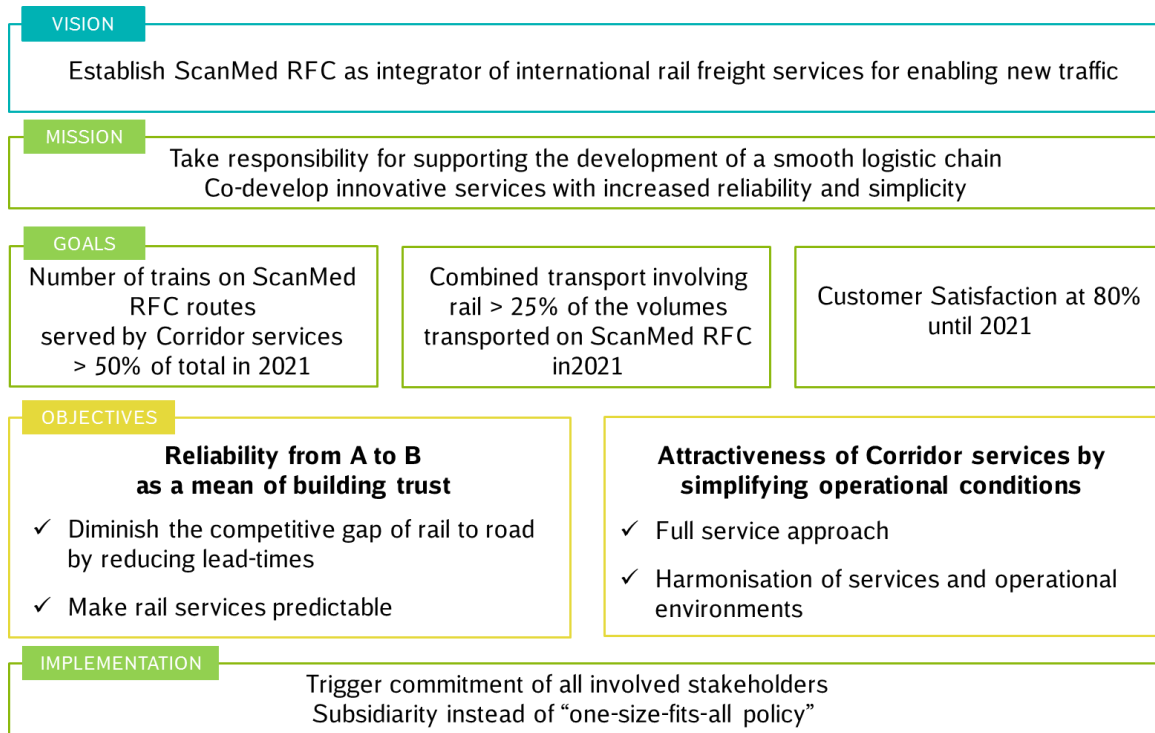 VISION
Establish ScanMed RFC as integrator of international rail freight services for enabling new traffic
MISSION
Take responsibility for supporting the development of a smooth logistic chain
Co-develop innovative services with increased reliability and simplicity
GOALS
Number of trains on ScanMed
RFC routes
served by Corridor services
> 50% of total in 2021
Combined transport involving
rail > 25% of the volumes
transported on ScanMed RFC
in2021
Customer Satisfaction at 80%
until 2021
OBJECTIVES
Reliability from A to B
as a mean of building trust
✓ Diminish the competitive gap of rail to road
by reducing lead-times
✓ Make rail services predictable
Attractiveness of Corridor services by
simplifying operational conditions
✓ Full service approach
✓ Harmonisation of services and operational
environments
IMPLEMENTATION
Trigger commitment of all involved stakeholders
Subsidiarity instead of “one-size-fits-all policy”